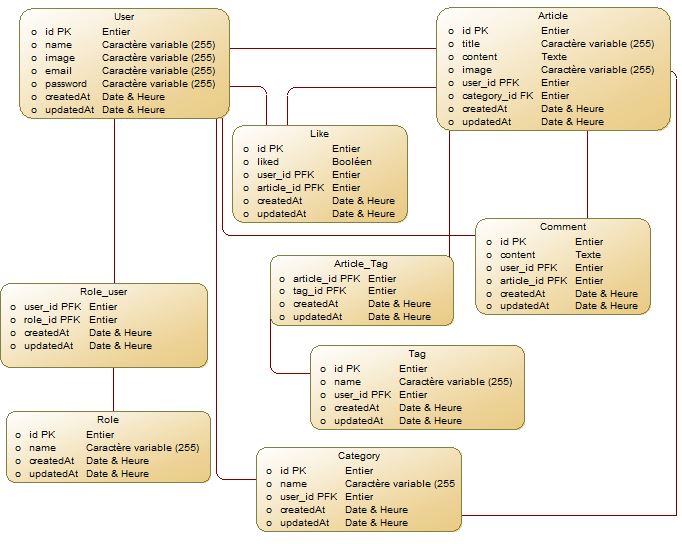 User
id PK Entier
name Caractère variable (255)
image Caractère variable (255)
email Caractère variable (255)
password Caractère variable (255)
createdAt Date & Heure
updatedAt Date & Heure
Article
id PK Entier
title Caractère variable (255)
content Texte
image Caractère variable (255)
user_id PFK Entier
category_id FK Entier
createdAt Date & Heure
updatedAt Date & Heure
Like
id PK Entier
liked Booléen
user_id PFK Entier
article_id PFK Entier
createdAt Date & Heure
updatedAt Date & Heure
Comment
id PK Entier
content Texte
user_id PFK Entier
article_id PFK Entier
createdAt Date & Heure
updatedAt Date & Heure
Article_Tag
article_id PFK Entier
tag_id PFK Entier
createdAt Date & Heure
updatedAt Date & Heure
Role_user
user_id PFK Entier
role_id PFK Entier
createdAt Date & Heure
updatedAt Date & Heure
Tag
id PK Entier
name Caractère variable (255)
user_id PFK Entier
createdAt Date & Heure
updatedAt Date & Heure
Role
id PK Entier
name Caractère variable (255)
createdAt Date & Heure
updatedAt Date & Heure
Category
id PK Entier
name Caractère variable (255
user_id PFK Entier
createdAt Date & Heure
updatedAt Date & Heure